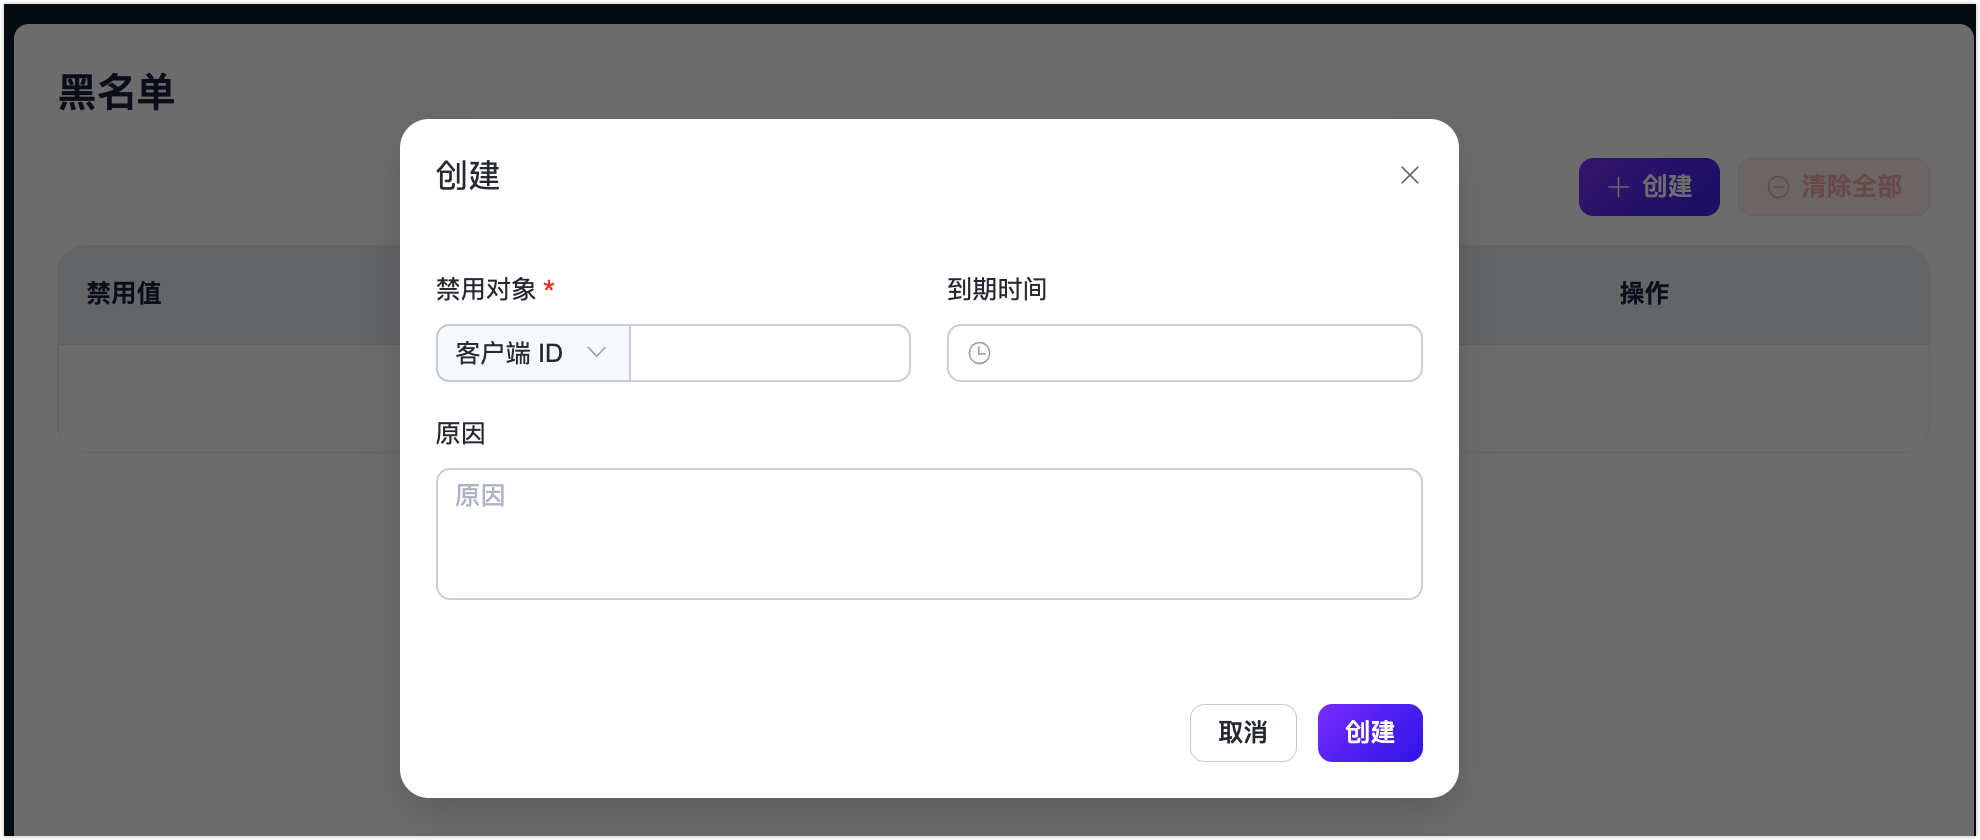 黑名单
创建
清除全部
禁用值
操作
创建
禁用对象 *
到期时间
客户端 ID
原因
原因
取消
创建